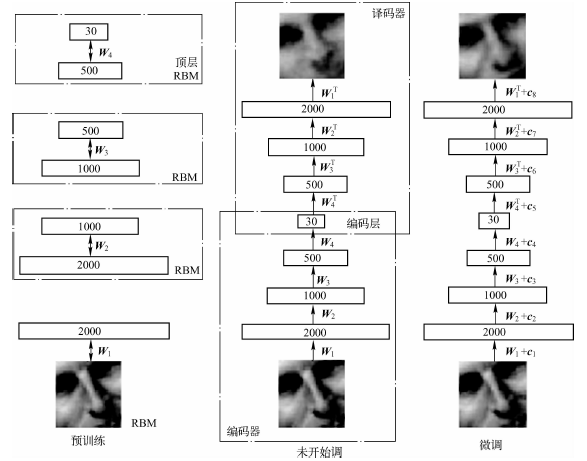 30
W₄
顶层
500
RBM
500
W₃
1000
RBM
1000
W₂
2000
RBM
2000
W₁
RBM
预训练
译码器
W₁ᵀ
2000
W₂ᵀ
1000
W₃ᵀ
500
W₄ᵀ
编码层
30
W₄
500
W₃
1000
W₂
2000
W₁
编码器
未开始调
W₁ᵀ+c₈
2000
W₂ᵀ+c₇
1000
W₃ᵀ+c₆
500
W₄ᵀ+c₅
30
W₄+c₄
500
W₃+c₃
1000
W₂+c₂
2000
W₁+c₁
微调